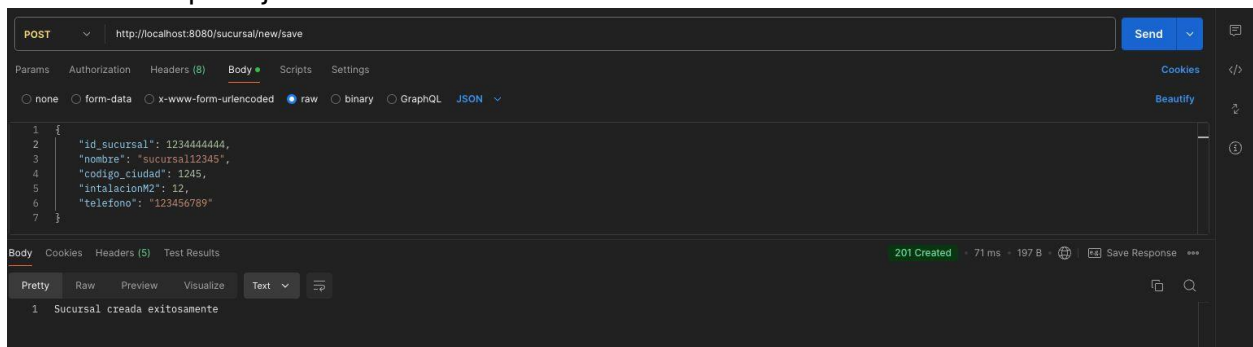 POST http://localhost:8080/sucursal/new/save Send
Params Authorization Headers (8) Body Scripts Settings Cookies
none form-data x-www-form-urlencoded raw binary GraphQL JSON Beautify
1 {
2 "id_sucursal": 1234444444,
3 "nombre": "sucursal12345",
4 "codigo_ciudad": 1245,
5 "intalacionM2": 12,
6 "telefono": "123456789"
7 }
Body Cookies Headers (5) Test Results 201 Created 71 ms 197 B Save Response
Pretty Raw Preview Visualize Text
1 Sucursal creada exitosamente